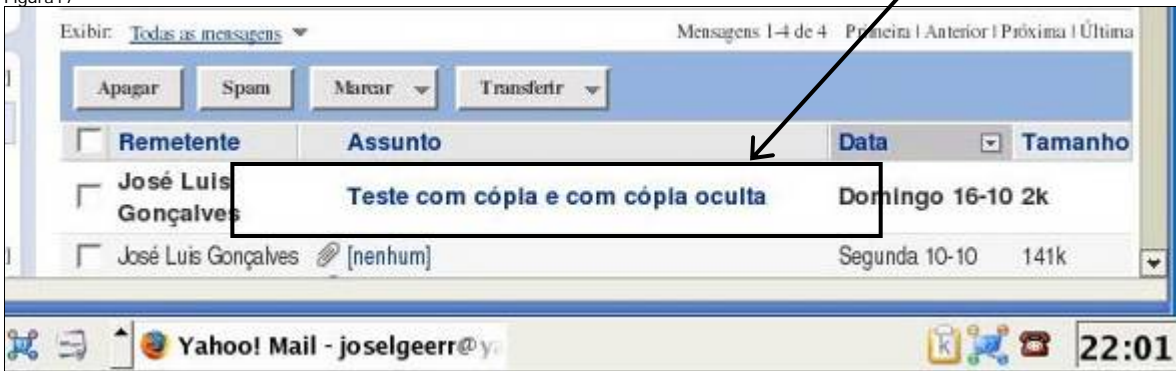 Exibir: Todas as mensagens Mensagens 1-4 de 4 Primeira | Anterior | Próxima | Última
Apagar Spam Marcar Transferir
Remetente Assunto Data Tamanho
José Luis Gonçalves Teste com cópia e com cópia oculta Domingo 16-10 2k
José Luis Gonçalves [nenhum] Segunda 10-10 141k
Yahoo! Mail - joselgeerr@ya 22:01